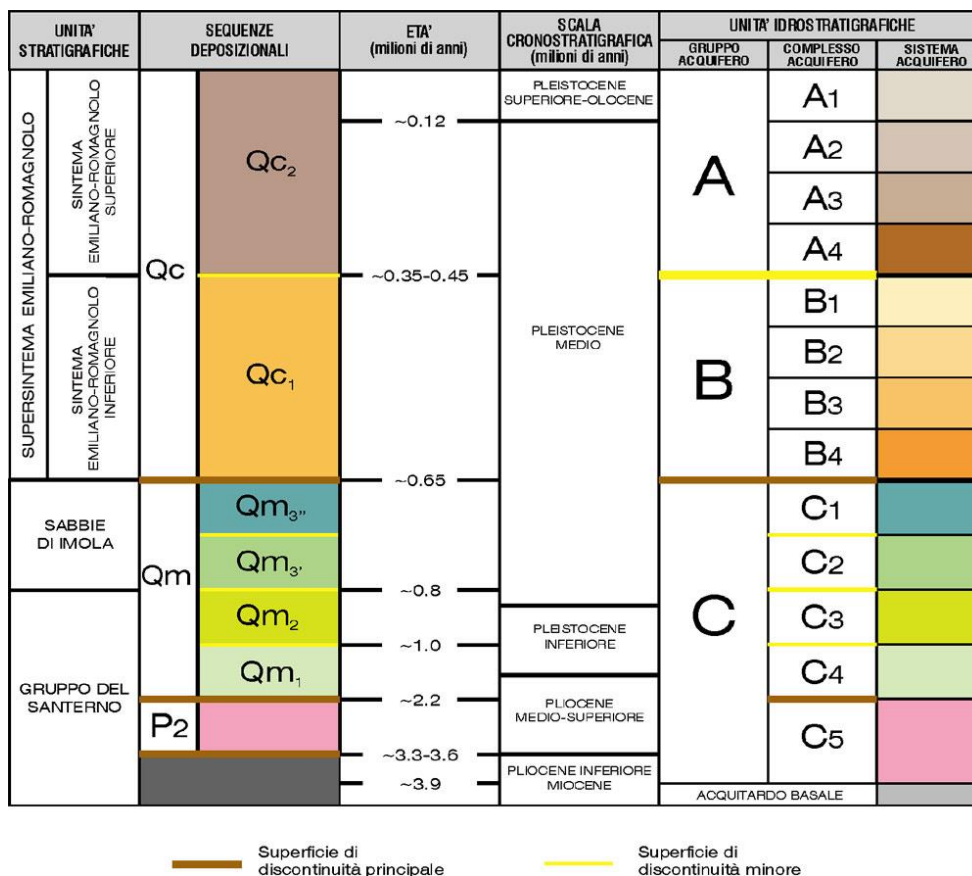 UNITA'
STRATIGRAFICHE
SEQUENZE
DEPOSIZIONALI
ETA'
(milioni di anni)
SCALA
CRONOSTRATIGRAFICA
(milioni di anni)
UNITA' IDROSTRATIGRAFICHE
GRUPPO
ACQUIFERO
COMPLESSO
ACQUIFERO
SISTEMA
ACQUIFERO
SUPERSINTEMA EMILIANO-ROMAGNOLO
SINTEMA
EMILIANO-ROMAGNOLO
SUPERIORE
SINTEMA
EMILIANO-ROMAGNOLO
INFERIORE
SABBIE
DI IMOLA
GRUPPO DEL
SANTERNO
Qc
Qm
P2
Qc2
Qc1
Qm3"
Qm3'
Qm2
Qm1
~0.12
~0.35-0.45
~0.65
~0.8
~1.0
~2.2
~3.3-3.6
~3.9
PLEISTOCENE
SUPERIORE-OLOCENE
PLEISTOCENE
MEDIO
PLEISTOCENE
INFERIORE
PLIOCENE
MEDIO-SUPERIORE
PLIOCENE INFERIORE
MIOCENE
A
B
C
A1
A2
A3
A4
B1
B2
B3
B4
C1
C2
C3
C4
C5
ACQUITARDO BASALE
Superficie di
discontinuità principale
Superficie di
discontinuità minore